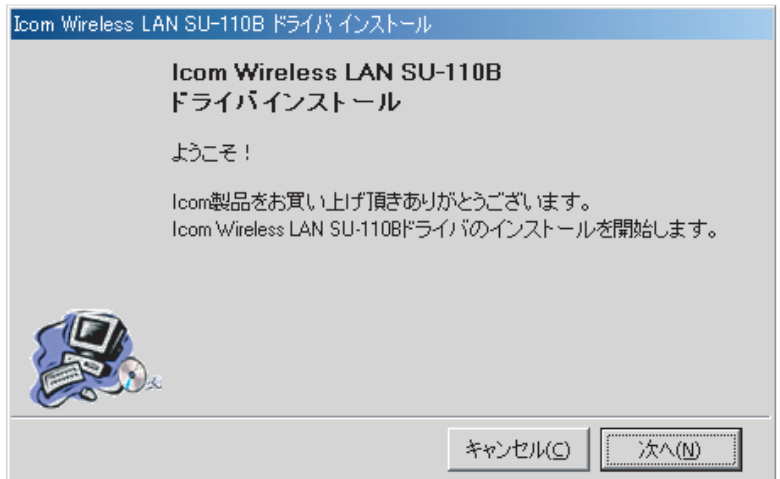 Icom Wireless LAN SU-110B ドライバ インストール
Icom Wireless LAN SU-110B
ドライバインストール
ようこそ！
Icom製品をお買い上げ頂きありがとうございます。
Icom Wireless LAN SU-110Bドライバのインストールを開始します。
キャンセル(C)
次へ(N)